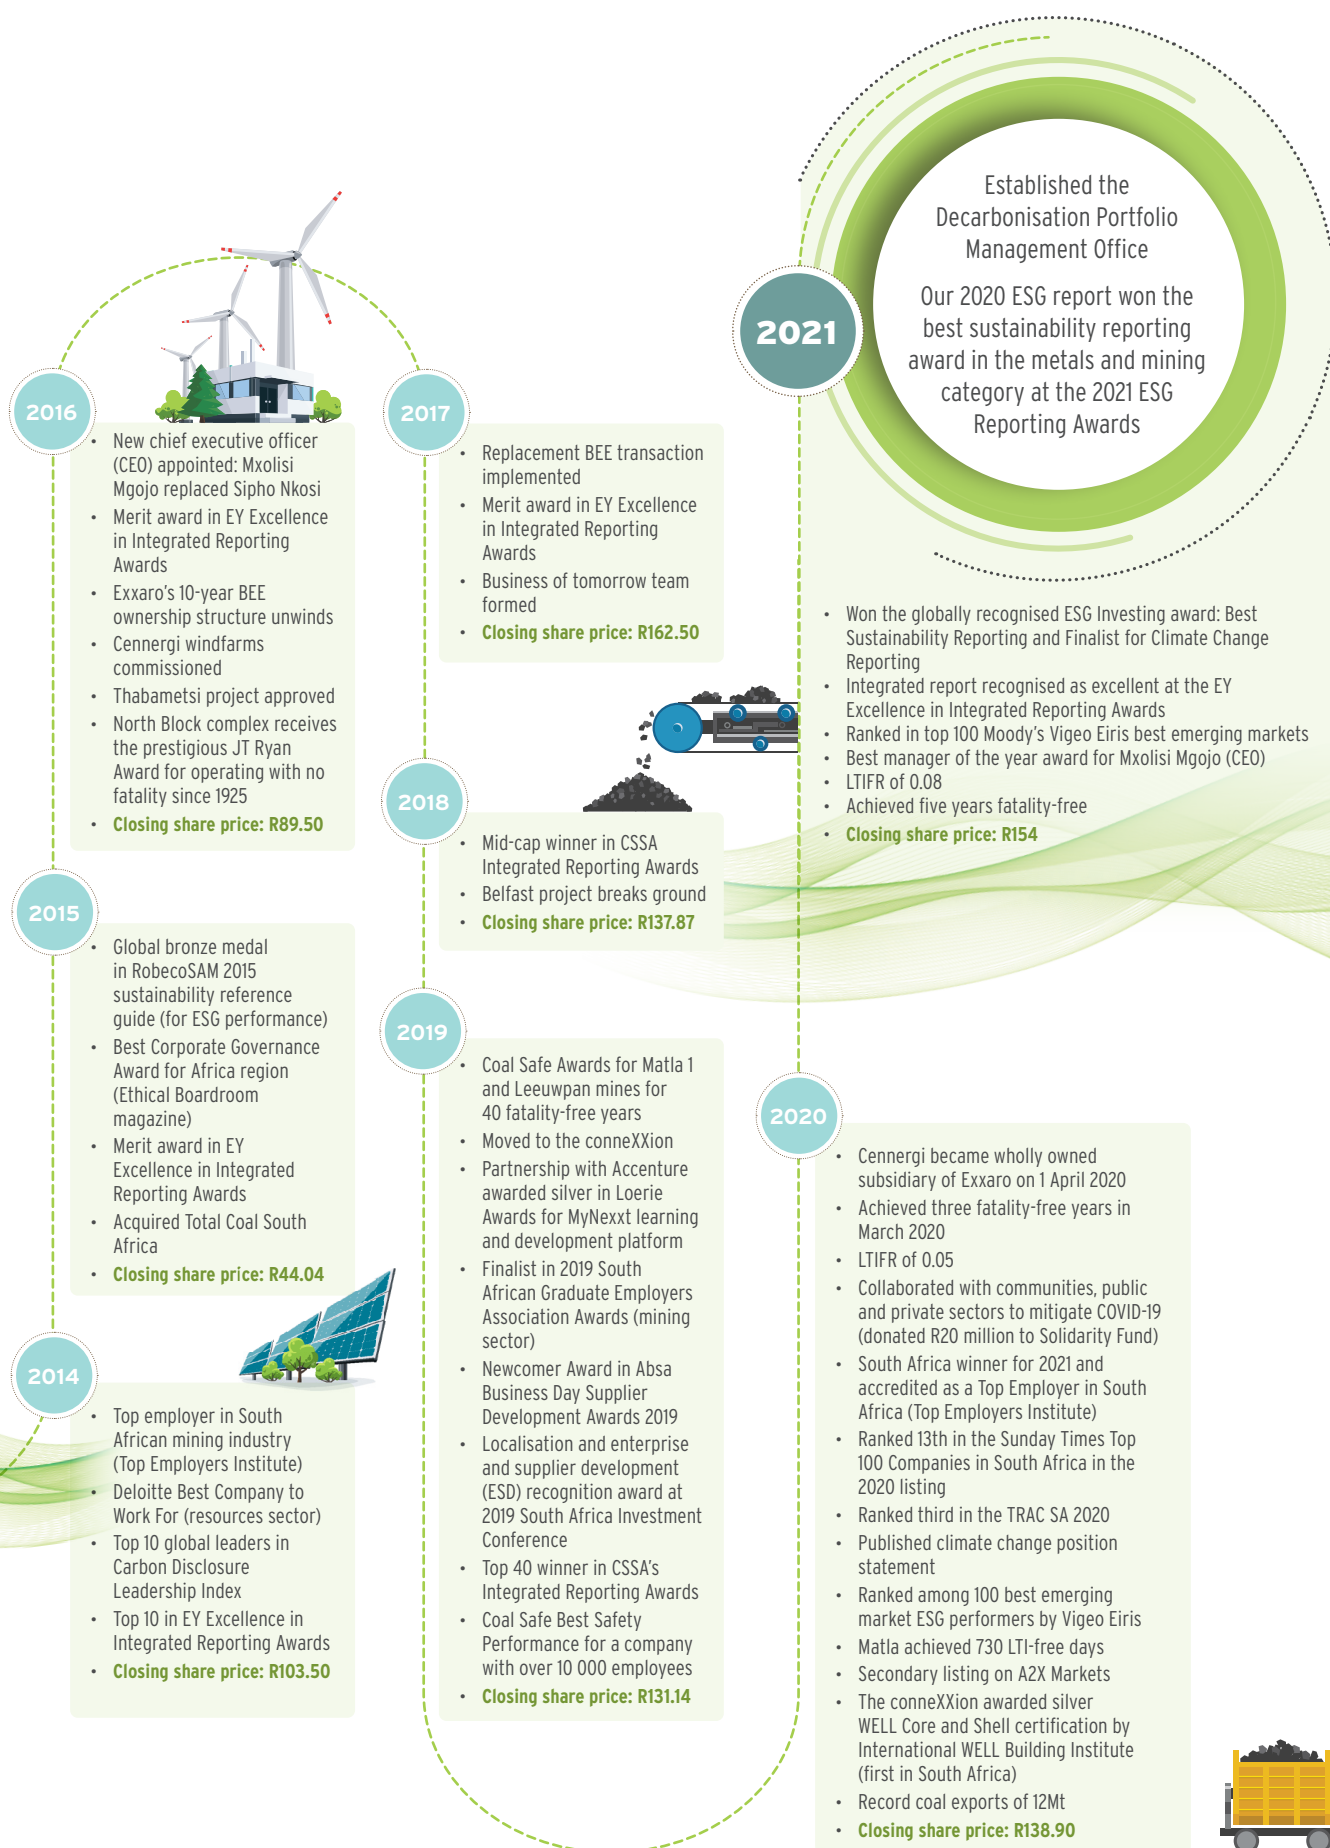 2014
• Top employer in South
African mining industry
(Top Employers Institute)
• Deloitte Best Company to
Work For (resources sector)
• Top 10 global leaders in
Carbon Disclosure
Leadership Index
• Top 10 in EY Excellence in
Integrated Reporting Awards
• Closing share price: R103.50
2015
• Global bronze medal
in RobecoSAM 2015
sustainability reference
guide (for ESG performance)
• Best Corporate Governance
Award for Africa region
(Ethical Boardroom
magazine)
• Merit award in EY
Excellence in Integrated
Reporting Awards
• Acquired Total Coal South
Africa
• Closing share price: R44.04
2016
• New chief executive officer
(CEO) appointed: Mxolisi
Mgojo replaced Sipho Nkosi
• Merit award in EY Excellence
in Integrated Reporting
Awards
• Exxaro's 10-year BEE
ownership structure unwinds
• Cennergi windfarms
commissioned
• Thabametsi project approved
• North Block complex receives
the prestigious JT Ryan
Award for operating with no
fatality since 1925
• Closing share price: R89.50
2017
• Replacement BEE transaction
implemented
• Merit award in EY Excellence
in Integrated Reporting
Awards
• Business of tomorrow team
formed
• Closing share price: R162.50
2018
• Mid-cap winner in CSSA
Integrated Reporting Awards
• Belfast project breaks ground
• Closing share price: R137.87
2019
• Coal Safe Awards for Matla 1
and Leeuwpan mines for
40 fatality-free years
• Moved to the conneXXion
• Partnership with Accenture
awarded silver in Loerie
Awards for MyNexxt learning
and development platform
• Finalist in 2019 South
African Graduate Employers
Association Awards (mining
sector)
• Newcomer Award in Absa
Business Day Supplier
Development Awards 2019
• Localisation and enterprise
and supplier development
(ESD) recognition award at
2019 South Africa Investment
Conference
• Top 40 winner in CSSA's
Integrated Reporting Awards
• Coal Safe Best Safety
Performance for a company
with over 10 000 employees
• Closing share price: R131.14
2020
• Cennergi became wholly owned
subsidiary of Exxaro on 1 April 2020
• Achieved three fatality-free years in
March 2020
• LTIFR of 0.05
• Collaborated with communities, public
and private sectors to mitigate COVID-19
(donated R20 million to Solidarity Fund)
• South Africa winner for 2021 and
accredited as a Top Employer in South
Africa (Top Employers Institute)
• Ranked 13th in the Sunday Times Top
100 Companies in South Africa in the
2020 listing
• Ranked third in the TRAC SA 2020
• Published climate change position
statement
• Ranked among 100 best emerging
market ESG performers by Vigeo Eiris
• Matla achieved 730 LTI-free days
• Secondary listing on A2X Markets
• The conneXXion awarded silver
WELL Core and Shell certification by
International WELL Building Institute
(first in South Africa)
• Record coal exports of 12Mt
• Closing share price: R138.90
2021
Established the
Decarbonisation Portfolio
Management Office
Our 2020 ESG report won the
best sustainability reporting
award in the metals and mining
category at the 2021 ESG
Reporting Awards
• Won the globally recognised ESG Investing award: Best
Sustainability Reporting and Finalist for Climate Change
Reporting
• Integrated report recognised as excellent at the EY
Excellence in Integrated Reporting Awards
• Ranked in top 100 Moody's Vigeo Eiris best emerging markets
• Best manager of the year award for Mxolisi Mgojo (CEO)
• LTIFR of 0.08
• Achieved five years fatality-free
• Closing share price: R154